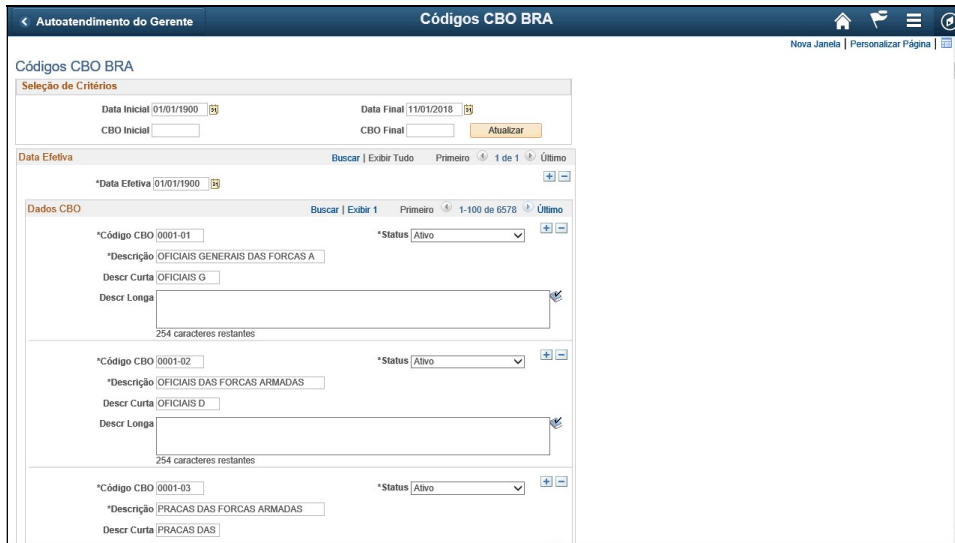 Autoatendimento do Gerente
Códigos CBO BRA
Nova Janela | Personalizar Página |
Códigos CBO BRA
Seleção de Critérios
Data Inicial 01/01/1900 Data Final 11/01/2018
CBO Inicial CBO Final Atualizar
Data Efetiva Buscar | Exibir Tudo Primeiro 1 de 1 Último
*Data Efetiva 01/01/1900
Dados CBO Buscar | Exibir 1 Primeiro 1-100 de 6578 Último
*Código CBO 0001-01 *Status Ativo
*Descrição OFICIAIS GENERAIS DAS FORCAS A
Descr Curta OFICIAIS G
Descr Longa
254 caracteres restantes
*Código CBO 0001-02 *Status Ativo
*Descrição OFICIAIS DAS FORCAS ARMADAS
Descr Curta OFICIAIS D
Descr Longa
254 caracteres restantes
*Código CBO 0001-03 *Status Ativo
*Descrição PRACAS DAS FORCAS ARMADAS
Descr Curta PRACAS DAS